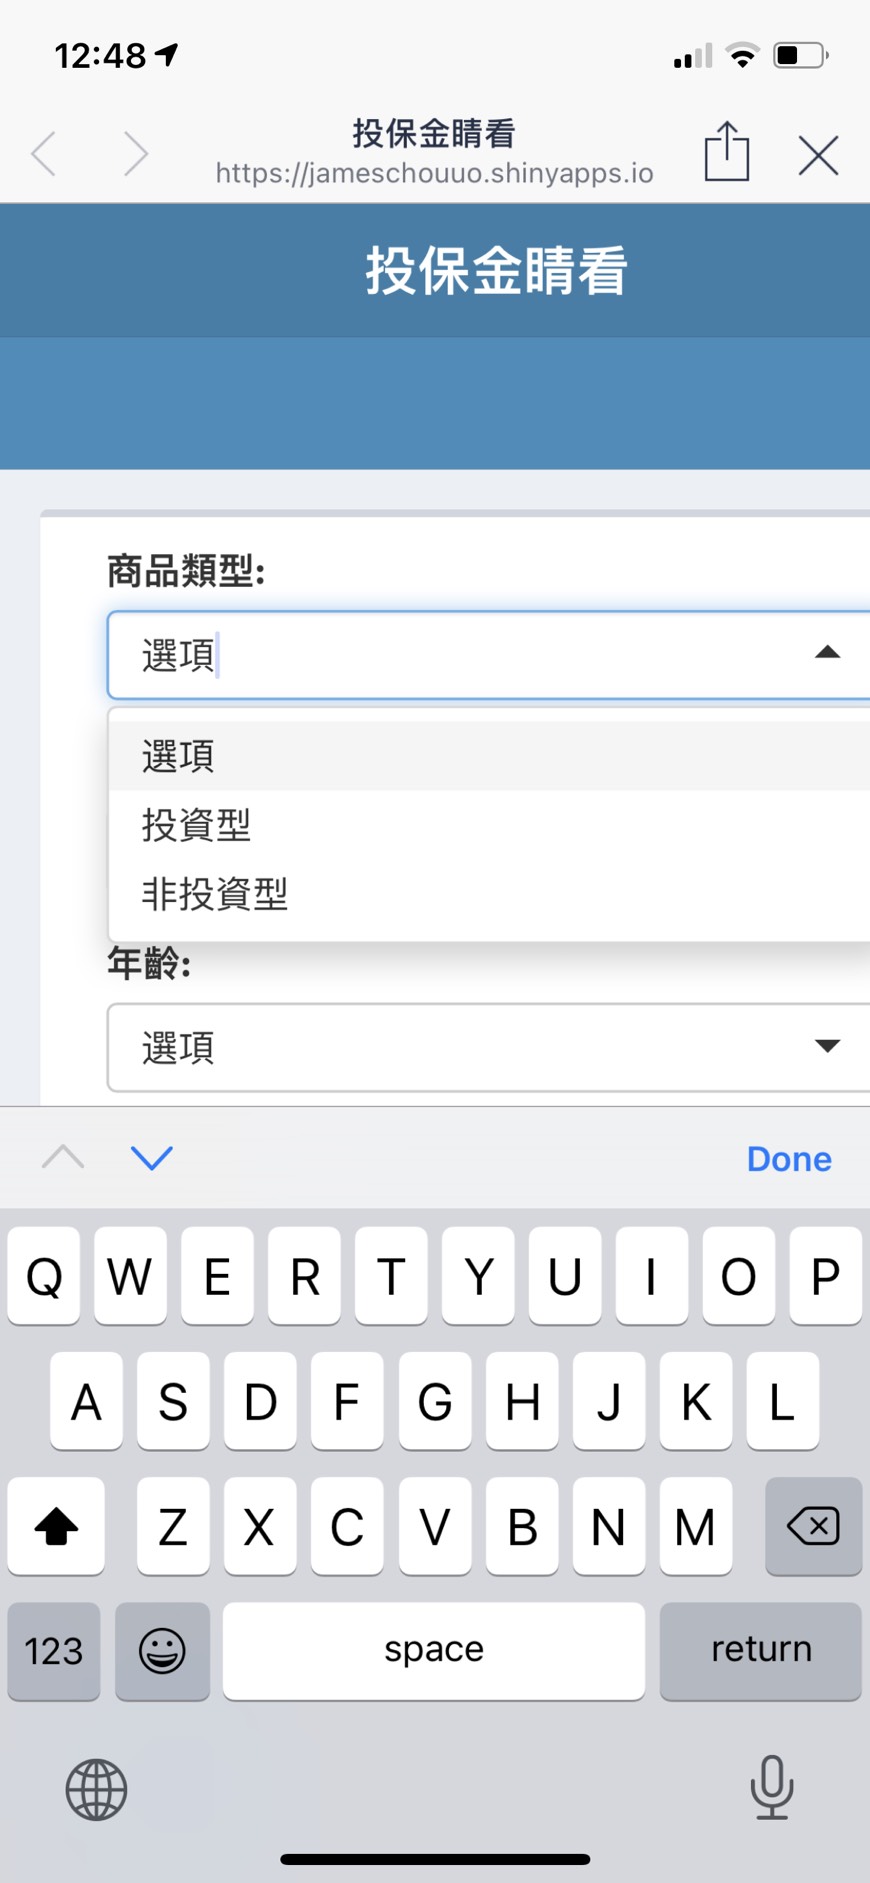 12:48
投保金睛看
https://jameschouuo.shinyapps.io
投保金睛看
商品類型:
選項
選項
投資型
非投資型
年齡:
選項
Done
Q W E R T Y U I O P
A S D F G H J K L
Z X C V B N M
123 space return